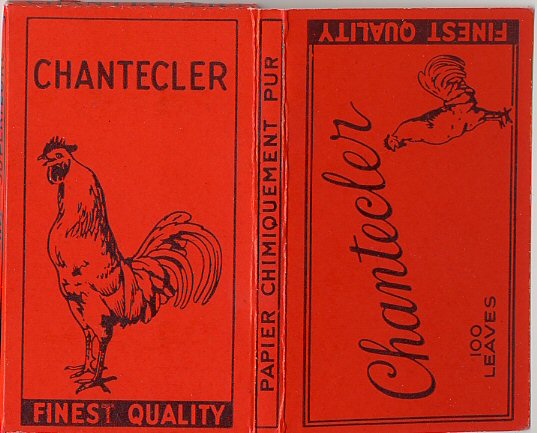 CHANTECLER
FINEST QUALITY
PAPIER CHIMIQUEMENT PUR
FINEST QUALITY
Chantecler
100
LEAVES